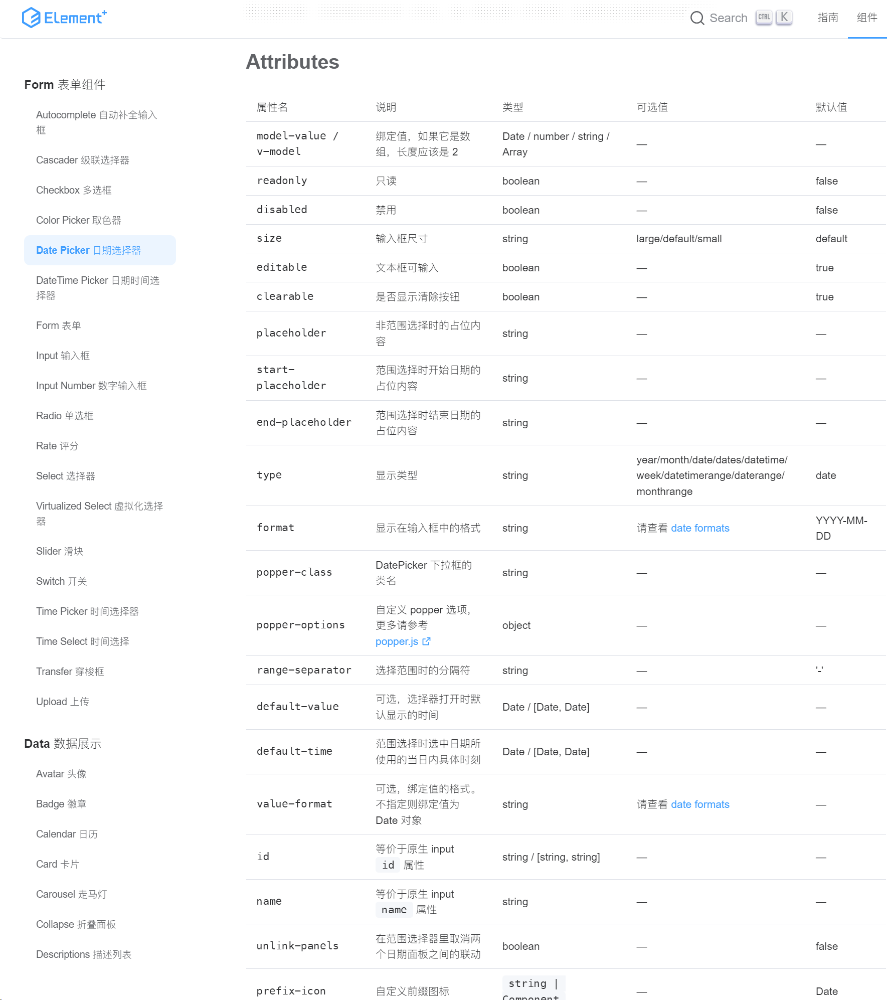 Element+
Search CTRL K
指南
组件
Form 表单组件
Autocomplete 自动补全输入
框
Cascader 级联选择器
Checkbox 多选框
Color Picker 取色器
Date Picker 日期选择器
DateTime Picker 日期时间选
择器
Form 表单
Input 输入框
Input Number 数字输入框
Radio 单选框
Rate 评分
Select 选择器
Virtualized Select 虚拟化选择
器
Slider 滑块
Switch 开关
Time Picker 时间选择器
Time Select 时间选择
Transfer 穿梭框
Upload 上传
Data 数据展示
Avatar 头像
Badge 徽章
Calendar 日历
Card 卡片
Carousel 走马灯
Collapse 折叠面板
Descriptions 描述列表
Attributes
属性名 说明 类型 可选值 默认值
model-value /
v-model
绑定值，如果它是数
组，长度应该是 2
Date / number / string /
Array
—
—
readonly 只读 boolean — false
disabled 禁用 boolean — false
size 输入框尺寸 string large/default/small default
editable 文本框可输入 boolean — true
clearable 是否显示清除按钮 boolean — true
placeholder
非范围选择时的占位内
容
string — —
start-
placeholder
范围选择时开始日期的
占位内容
string — —
end-placeholder
范围选择时结束日期的
占位内容
string — —
type 显示类型 string
year/month/date/dates/datetime/
week/datetimerange/daterange/
monthrange
date
format 显示在输入框中的格式 string 请查看 date formats
YYYY-MM-
DD
popper-class
DatePicker 下拉框的
类名
string — —
popper-options
自定义 popper 选项，
更多请参考
popper.js
object — —
range-separator 选择范围时的分隔符 string — '-'
default-value
可选，选择器打开时默
认显示的时间
Date / [Date, Date] — —
default-time
范围选择时选中日期所
使用的当日内具体时刻
Date / [Date, Date] — —
value-format
可选，绑定值的格式。
不指定则绑定值为
Date 对象
string 请查看 date formats —
id
等价于原生 input
id 属性
string / [string, string] — —
name
等价于原生 input
name 属性
string — —
unlink-panels
在范围选择器里取消两
个日期面板之间的联动
boolean — false
prefix-icon 自定义前缀图标
string |
Component
— Date